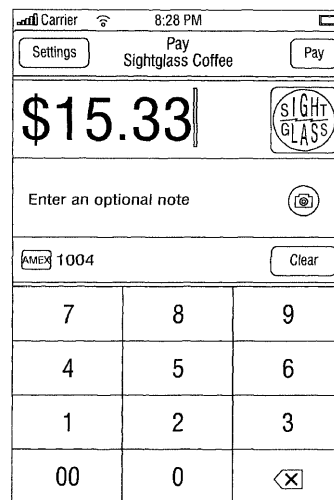 Carrier 8:28 PM
Settings Pay Pay
Sightglass Coffee
$15.33 SIGHT
GLASS
Enter an optional note
AMEX 1004 Clear
7 8 9
4 5 6
1 2 3
00 0 X